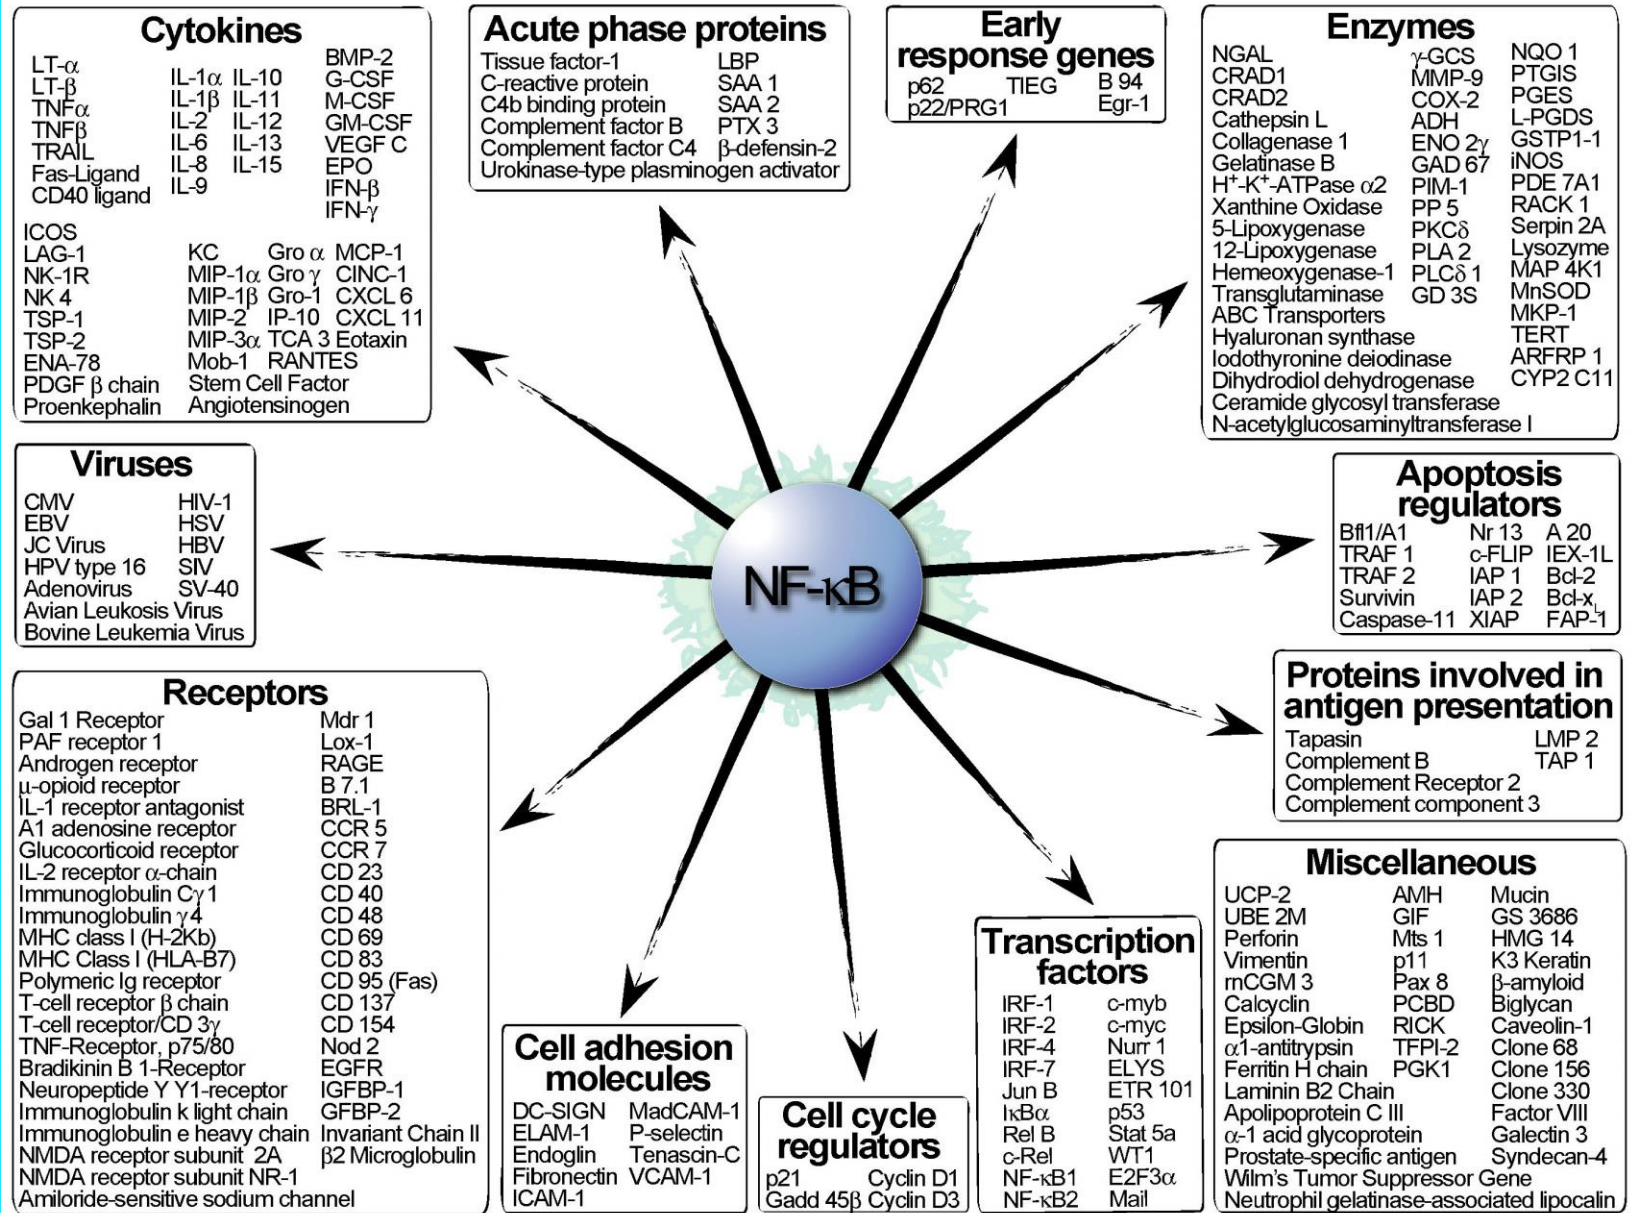 Cytokines
LT-α
LT-β
TNFα
TNFβ
TRAIL
Fas-Ligand
CD40 ligand
IL-1α IL-10
IL-1β IL-11
IL-2 IL-12
IL-6 IL-13
IL-8 IL-15
IL-9
BMP-2
G-CSF
M-CSF
GM-CSF
VEGF C
EPO
IFN-β
IFN-γ
ICOS
LAG-1
NK-1R
NK 4
TSP-1
TSP-2
ENA-78
PDGF β chain
Proenkephalin
KC Gro α MCP-1
MIP-1α Gro γ CINC-1
MIP-1β Gro-1 CXCL 6
MIP-2 IP-10 CXCL 11
MIP-3α TCA 3 Eotaxin
Mob-1 RANTES
Stem Cell Factor
Angiotensinogen
Acute phase proteins
Tissue factor-1 LBP
C-reactive protein SAA 1
C4b binding protein SAA 2
Complement factor B PTX 3
Complement factor C4 β-defensin-2
Urokinase-type plasminogen activator
Early
response genes
p62 TIEG B 94
p22/PRG1 Egr-1
Enzymes
NGAL
CRAD1
CRAD2
Cathepsin L
Collagenase 1
Gelatinase B
H⁺-K⁺-ATPase α2
Xanthine Oxidase
5-Lipoxygenase
12-Lipoxygenase
Hemeoxygenase-1
Transglutaminase
ABC Transporters
Hyaluronan synthase
Iodothyronine deiodinase
Dihydrodiol dehydrogenase
Ceramide glycosyl transferase
N-acetylglucosaminyltransferase I
γ-GCS
MMP-9
COX-2
ADH
ENO 2γ
GAD 67
PIM-1
PP 5
PKCδ
PLA 2
PLCδ 1
GD 3S
NQO 1
PTGIS
PGES
L-PGDS
GSTP1-1
iNOS
PDE 7A1
RACK 1
Serpin 2A
Lysozyme
MAP 4K1
MnSOD
MKP-1
TERT
ARFRP 1
CYP2 C11
Viruses
CMV HIV-1
EBV HSV
JC Virus HBV
HPV type 16 SIV
Adenovirus SV-40
Avian Leukosis Virus
Bovine Leukemia Virus
NF-κB
Apoptosis
regulators
Bfl1/A1 Nr 13 A 20
TRAF 1 c-FLIP IEX-1L
TRAF 2 IAP 1 Bcl-2
Survivin IAP 2 Bcl-xL
Caspase-11 XIAP FAP-1
Proteins involved in
antigen presentation
Tapasin LMP 2
Complement B TAP 1
Complement Receptor 2
Complement component 3
Receptors
Gal 1 Receptor Mdr 1
PAF receptor 1 Lox-1
Androgen receptor RAGE
μ-opioid receptor B 7.1
IL-1 receptor antagonist BRL-1
A1 adenosine receptor CCR 5
Glucocorticoid receptor CCR 7
IL-2 receptor α-chain CD 23
Immunoglobulin Cγ 1 CD 40
Immunoglobulin γ 4 CD 48
MHC class I (H-2Kb) CD 69
MHC Class I (HLA-B7) CD 83
Polymeric Ig receptor CD 95 (Fas)
T-cell receptor β chain CD 137
T-cell receptor/CD 3γ CD 154
TNF-Receptor, p75/80 Nod 2
Bradikinin B 1-Receptor EGFR
Neuropeptide Y Y1-receptor IGFBP-1
Immunoglobulin k light chain GFBP-2
Immunoglobulin e heavy chain Invariant Chain II
NMDA receptor subunit 2A β2 Microglobulin
NMDA receptor subunit NR-1
Amiloride-sensitive sodium channel
Cell adhesion
molecules
DC-SIGN MadCAM-1
ELAM-1 P-selectin
Endoglin Tenascin-C
Fibronectin VCAM-1
ICAM-1
Cell cycle
regulators
p21 Cyclin D1
Gadd 45β Cyclin D3
Transcription
factors
IRF-1 c-myb
IRF-2 c-myc
IRF-4 Nurr 1
IRF-7 ELYS
Jun B ETR 101
IκBα p53
Rel B Stat 5a
c-Rel WT1
NF-κB1 E2F3α
NF-κB2 Mail
Miscellaneous
UCP-2 AMH Mucin
UBE 2M GIF GS 3686
Perforin Mts 1 HMG 14
Vimentin p11 K3 Keratin
mCGM 3 Pax 8 β-amyloid
Calcyclin PCBD Biglycan
Epsilon-Globin RICK Caveolin-1
α1-antitrypsin TFPI-2 Clone 68
Ferritin H chain PGK1 Clone 156
Laminin B2 Chain Clone 330
Apolipoprotein C III Factor VIII
α-1 acid glycoprotein Galectin 3
Prostate-specific antigen Syndecan-4
Wilm's Tumor Suppressor Gene
Neutrophil gelatinase-associated lipocalin